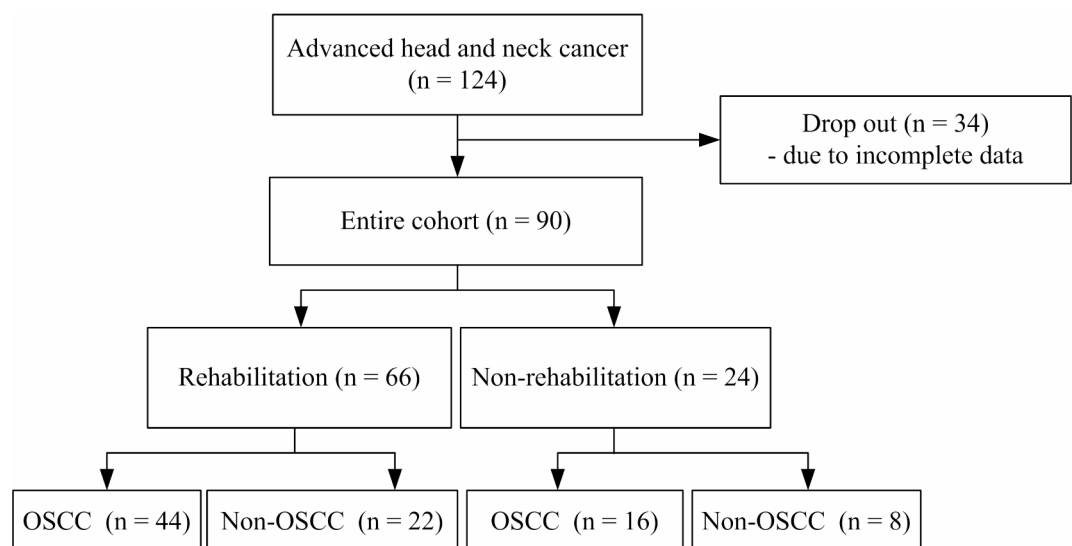 Advanced head and neck cancer
(n = 124)
Drop out (n = 34)
- due to incomplete data
Entire cohort (n = 90)
Rehabilitation (n = 66)
Non-rehabilitation (n = 24)
OSCC (n = 44)
Non-OSCC (n = 22)
OSCC (n = 16)
Non-OSCC (n = 8)